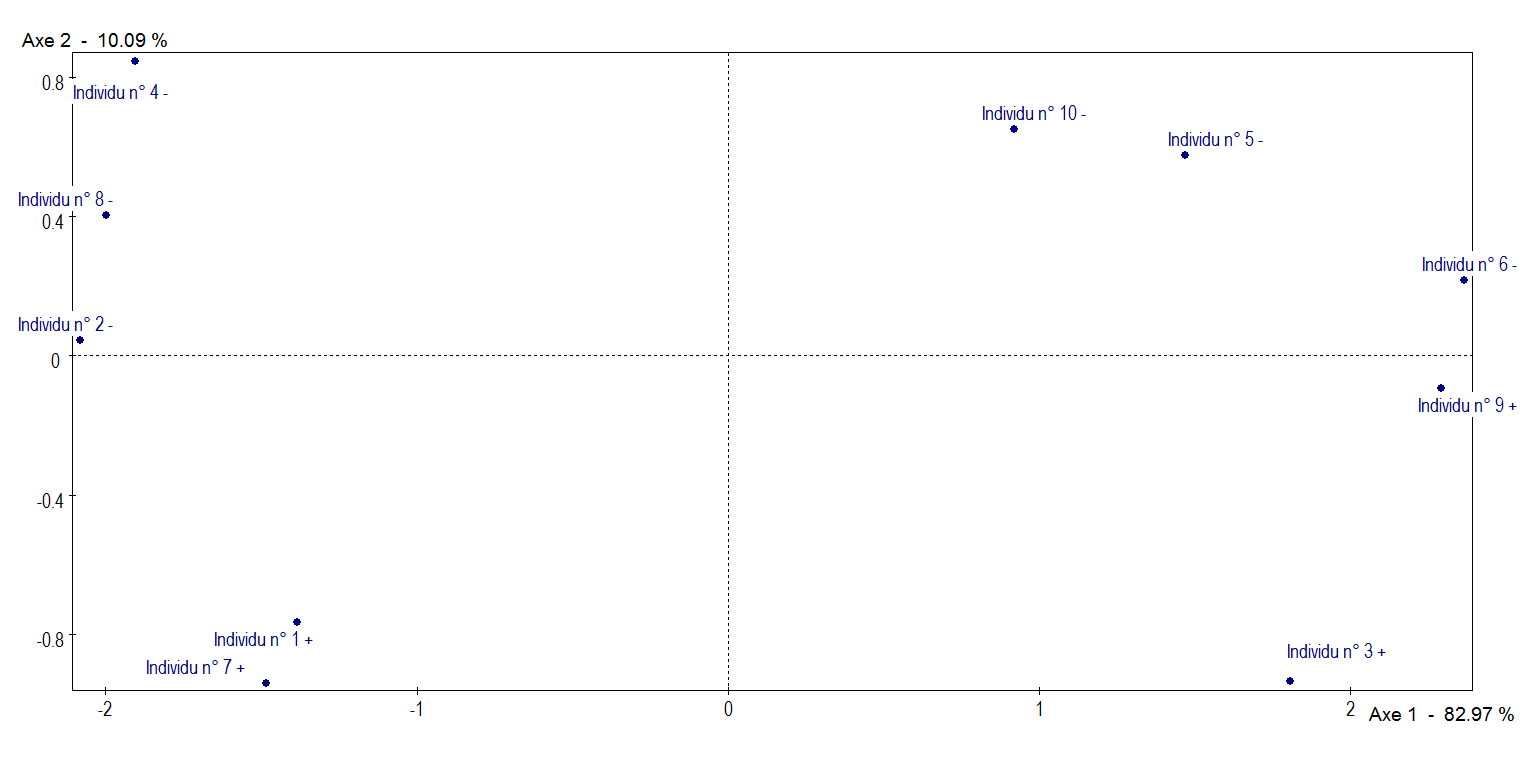 Axe 2 - 10.09 %
0.8
Individu n° 4 -
Individu n° 10 -
Individu n° 5 -
Individu n° 8 -
0.4
Individu n° 6 -
Individu n° 2 -
0
Individu n° 9 +
-0.4
-0.8
Individu n° 1 +
Individu n° 3 +
Individu n° 7 +
-2
-1
0
1
2
Axe 1 - 82.97 %